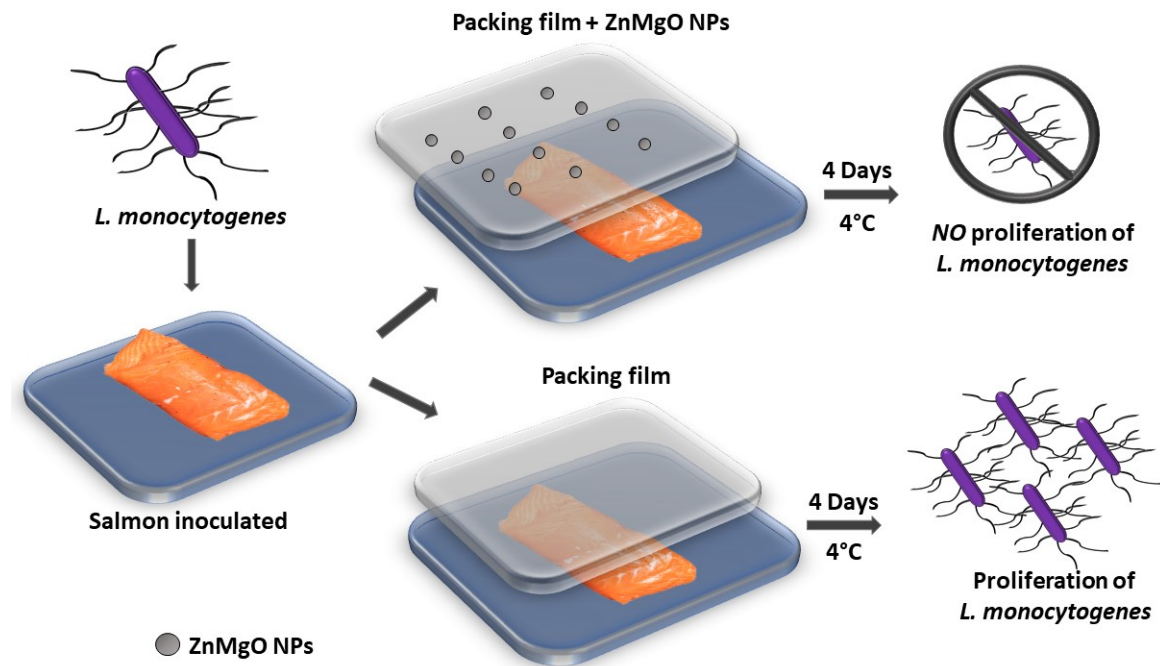 Packing film + ZnMgO NPs
L. monocytogenes
4 Days
4°C
NO proliferation of
L. monocytogenes
Salmon inoculated
Packing film
4 Days
4°C
Proliferation of
L. monocytogenes
ZnMgO NPs